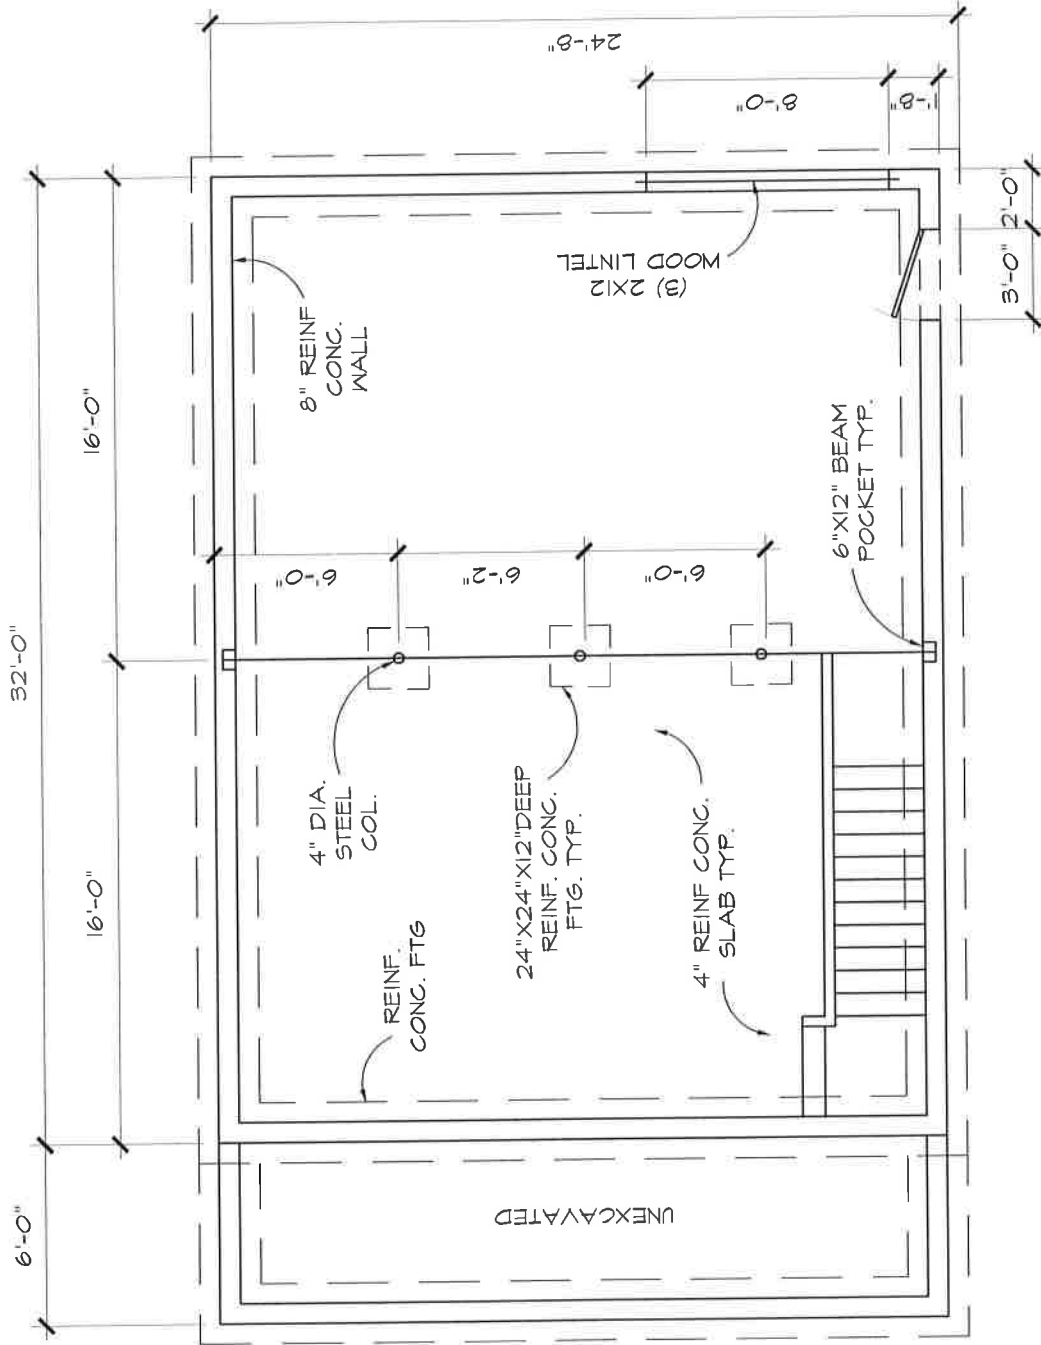 24'-8"
8'-0"
1'-8"
32'-0"
16'-0"
16'-0"
6'-0"
2'-0"
3'-0"
8" REINF
CONC.
WALL
(3) 2X12
WOOD LINTEL
6'-0"
6'-2"
6'-0"
6"X12" BEAM
POCKET TYP.
4" DIA.
STEEL
COL.
24"X24"X12"DEEP
REINF. CONC.
FTG. TYP.
4" REINF CONC.
SLAB TYP.
REINF.
CONC. FTG
UNEXCAVATED